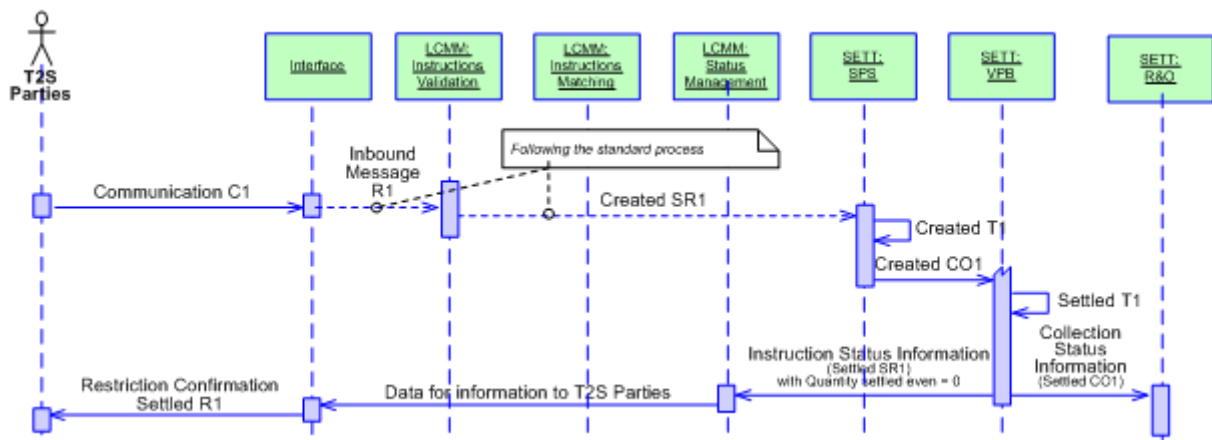 T2S
Parties
Interface
LCMM:
Instructions
Validation
LCMM:
Instructions
Matching
LCMM:
Status
Management
SETT:
SPS
SETT:
VPB
SETT:
R&O
Following the standard process
Inbound
Message
R1
Communication C1
Created SR1
Created T1
Created CO1
Settled T1
Collection
Status
Information
(Settled CO1)
Instruction Status Information
(Settled SR1)
with Quantity settled even = 0
Data for information to T2S Parties
Restriction Confirmation
Settled R1